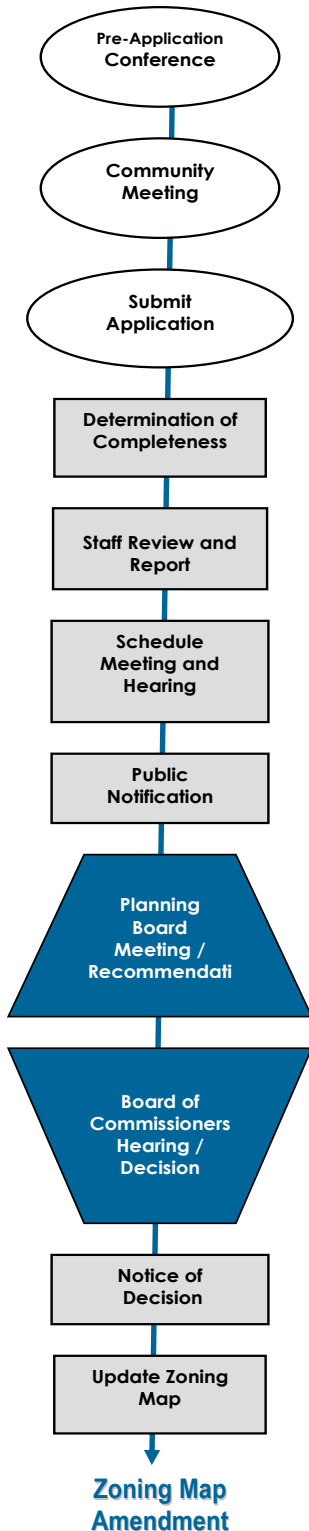 Pre-Application
Conference
Community
Meeting
Submit
Application
Determination of
Completeness
Staff Review and
Report
Schedule
Meeting and
Hearing
Public
Notification
Planning
Board
Meeting /
Recommendati
Board of
Commissioners
Hearing /
Decision
Notice of
Decision
Update Zoning
Map
Zoning Map
Amendment